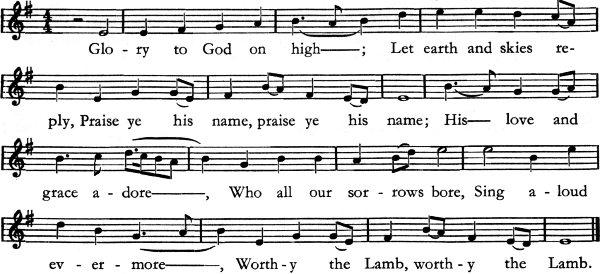 Glo - ry to God on high——; Let earth and skies re-
ply, Praise ye his name, praise ye his name; His— love and
grace a - dore———, Who all our sor - rows bore, Sing a - loud
ev - er - more———, Worth - y the Lamb, worth - y the Lamb.